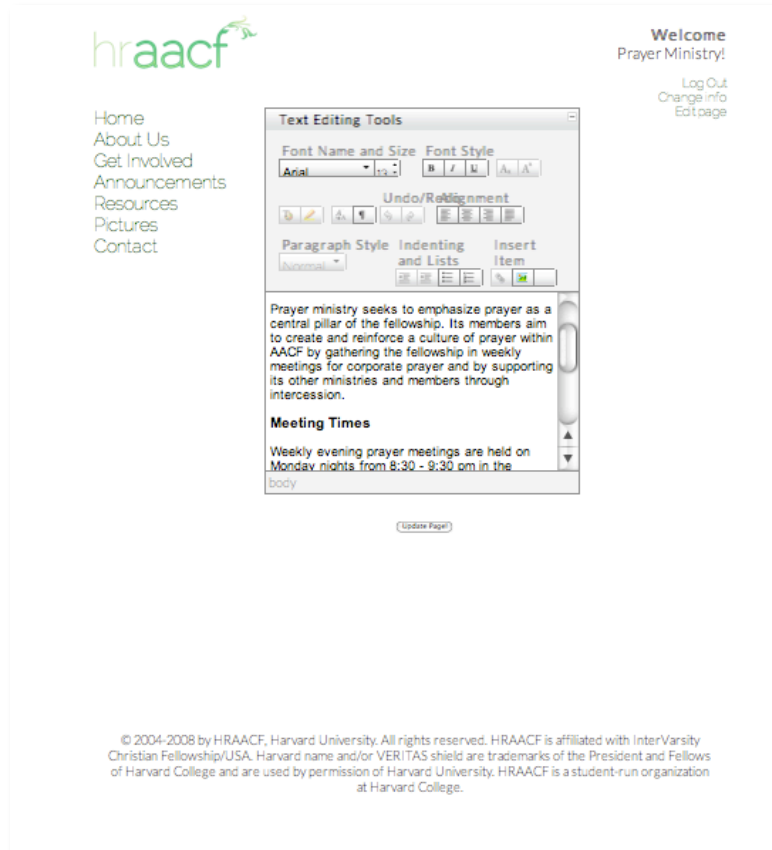 hraacf
Welcome
Prayer Ministry!
Log Out
Change info
Edit page
Home
About Us
Get Involved
Announcements
Resources
Pictures
Contact
Text Editing Tools
Font Name and Size Font Style
Arial
B I U
Undo/Redo Alignment
Paragraph Style Indenting and Lists Insert Item
Normal
Prayer ministry seeks to emphasize prayer as a
central pillar of the fellowship. Its members aim
to create and reinforce a culture of prayer within
AACF by gathering the fellowship in weekly
meetings for corporate prayer and by supporting
its other ministries and members through
intercession.
Meeting Times
Weekly evening prayer meetings are held on
Monday nights from 8:30 - 9:30 pm in the
body
Update Page!
© 2004-2008 by HRAACF, Harvard University. All rights reserved. HRAACF is affiliated with InterVarsity
Christian Fellowship/USA. Harvard name and/or VERITAS shield are trademarks of the President and Fellows
of Harvard College and are used by permission of Harvard University. HRAACF is a student-run organization
at Harvard College.